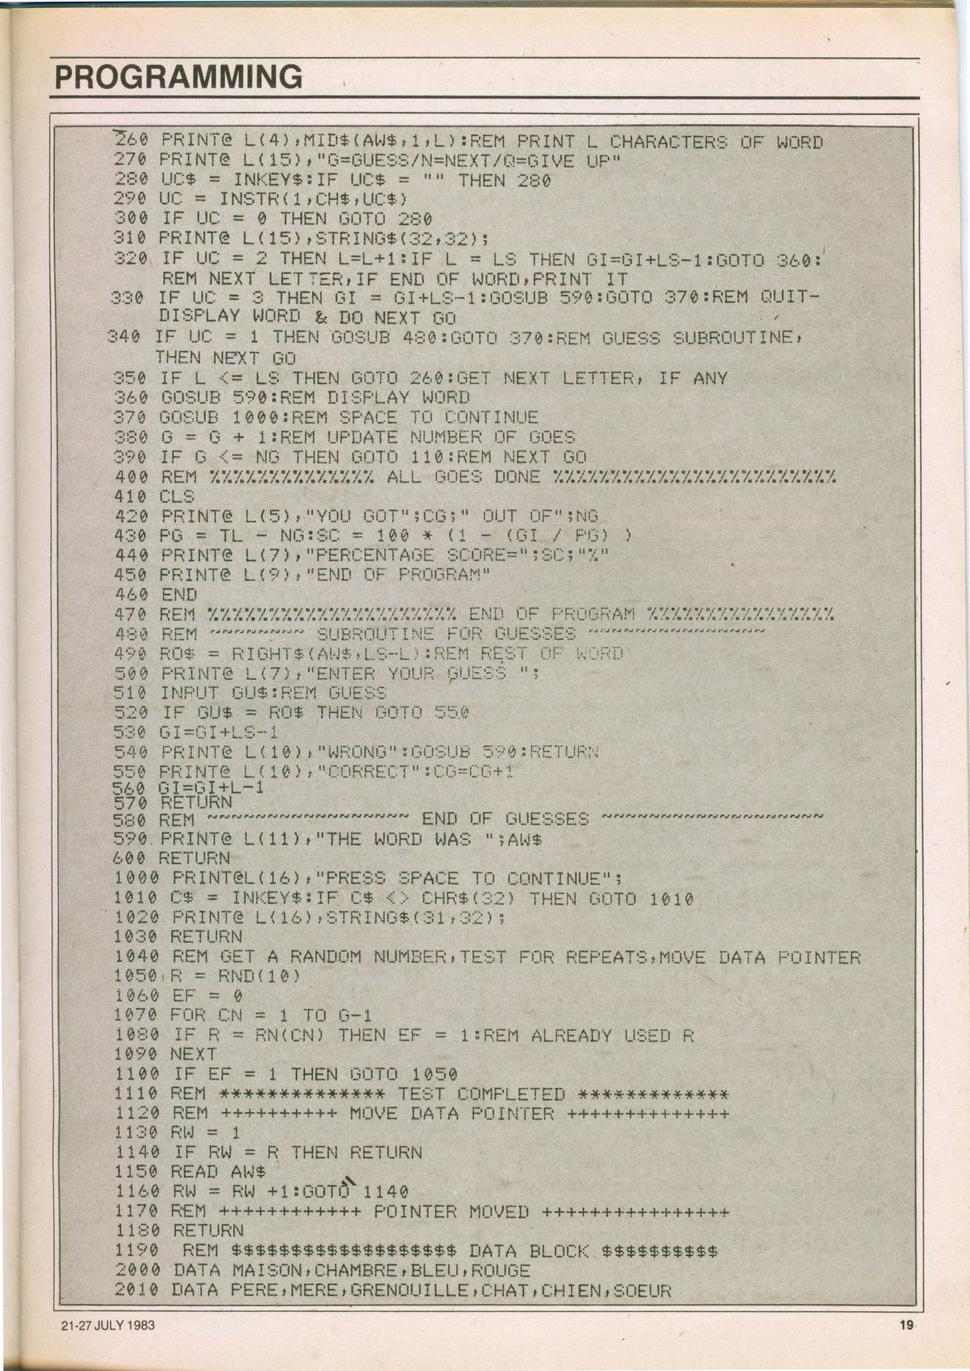 PROGRAMMING
260 PRINT@ L(4),MID$(AW$,1,L):REM PRINT L CHARACTERS OF WORD
270 PRINT@ L(15),"G=GUESS/N=NEXT/Q=GIVE UP"
280 UC$ = INKEY$:IF UC$ = "" THEN 280
290 UC = INSTR(1,CH$,UC$)
300 IF UC = 0 THEN GOTO 280
310 PRINT@ L(15),STRING$(32,32);
320 IF UC = 2 THEN L=L+1:IF L = LS THEN GI=GI+LS-1:GOTO 360:
REM NEXT LETTER,IF END OF WORD,PRINT IT
330 IF UC = 3 THEN GI = GI+LS-1:GOSUB 590:GOTO 370:REM QUIT-
DISPLAY WORD & DO NEXT GO
340 IF UC = 1 THEN GOSUB 480:GOTO 370:REM GUESS SUBROUTINE,
THEN NEXT GO
350 IF L <= LS THEN GOTO 260:GET NEXT LETTER, IF ANY
360 GOSUB 590:REM DISPLAY WORD
370 GOSUB 1000:REM SPACE TO CONTINUE
380 G = G + 1:REM UPDATE NUMBER OF GOES
390 IF G <= NG THEN GOTO 110:REM NEXT GO
400 REM %%%%%%%%%%%%%% ALL GOES DONE %%%%%%%%%%%%%%%%%%%%%%%%
410 CLS
420 PRINT@ L(5),"YOU GOT";CG;" OUT OF";NG
430 PG = TL - NG:SC = 100 * (1 - (GI / PG) )
440 PRINT@ L(7),"PERCENTAGE SCORE=";SC;"%"
450 PRINT@ L(9),"END OF PROGRAM"
460 END
470 REM %%%%%%%%%%%%%%%%%%%%% END OF PROGRAM %%%%%%%%%%%%%%%%
480 REM ~~~~~~~~ SUBROUTINE FOR GUESSES ~~~~~~~~~~~~~~~
490 RO$ = RIGHT$(AW$,LS-L):REM REST OF WORD
500 PRINT@ L(7),"ENTER YOUR GUESS ";
510 INPUT GU$:REM GUESS
520 IF GU$ = RO$ THEN GOTO 550
530 GI=GI+LS-1
540 PRINT@ L(10),"WRONG":GOSUB 590:RETURN
550 PRINT@ L(10),"CORRECT":CG=CG+1
560 GI=GI+L-1
570 RETURN
580 REM ~~~~~~~~~~~~~~~~~ END OF GUESSES ~~~~~~~~~~~~~~~~~~~
590 PRINT@ L(11),"THE WORD WAS ";AW$
600 RETURN
1000 PRINT@L(16),"PRESS SPACE TO CONTINUE";
1010 C$ = INKEY$:IF C$ <> CHR$(32) THEN GOTO 1010
1020 PRINT@ L(16),STRING$(31,32);
1030 RETURN
1040 REM GET A RANDOM NUMBER,TEST FOR REPEATS,MOVE DATA POINTER
1050 R = RND(10)
1060 EF = 0
1070 FOR CN = 1 TO G-1
1080 IF R = RN(CN) THEN EF = 1:REM ALREADY USED R
1090 NEXT
1100 IF EF = 1 THEN GOTO 1050
1110 REM ************** TEST COMPLETED *************
1120 REM ++++++++++ MOVE DATA POINTER ++++++++++++++
1130 RW = 1
1140 IF RW = R THEN RETURN
1150 READ AW$
1160 RW = RW +1:GOTO 1140
1170 REM ++++++++++++ POINTER MOVED ++++++++++++++++
1180 RETURN
1190 REM $$$$$$$$$$$$$$$$$$$ DATA BLOCK $$$$$$$$$$
2000 DATA MAISON,CHAMBRE,BLEU,ROUGE
2010 DATA PERE,MERE,GRENOUILLE,CHAT,CHIEN,SOEUR
21-27 JULY 1983
19